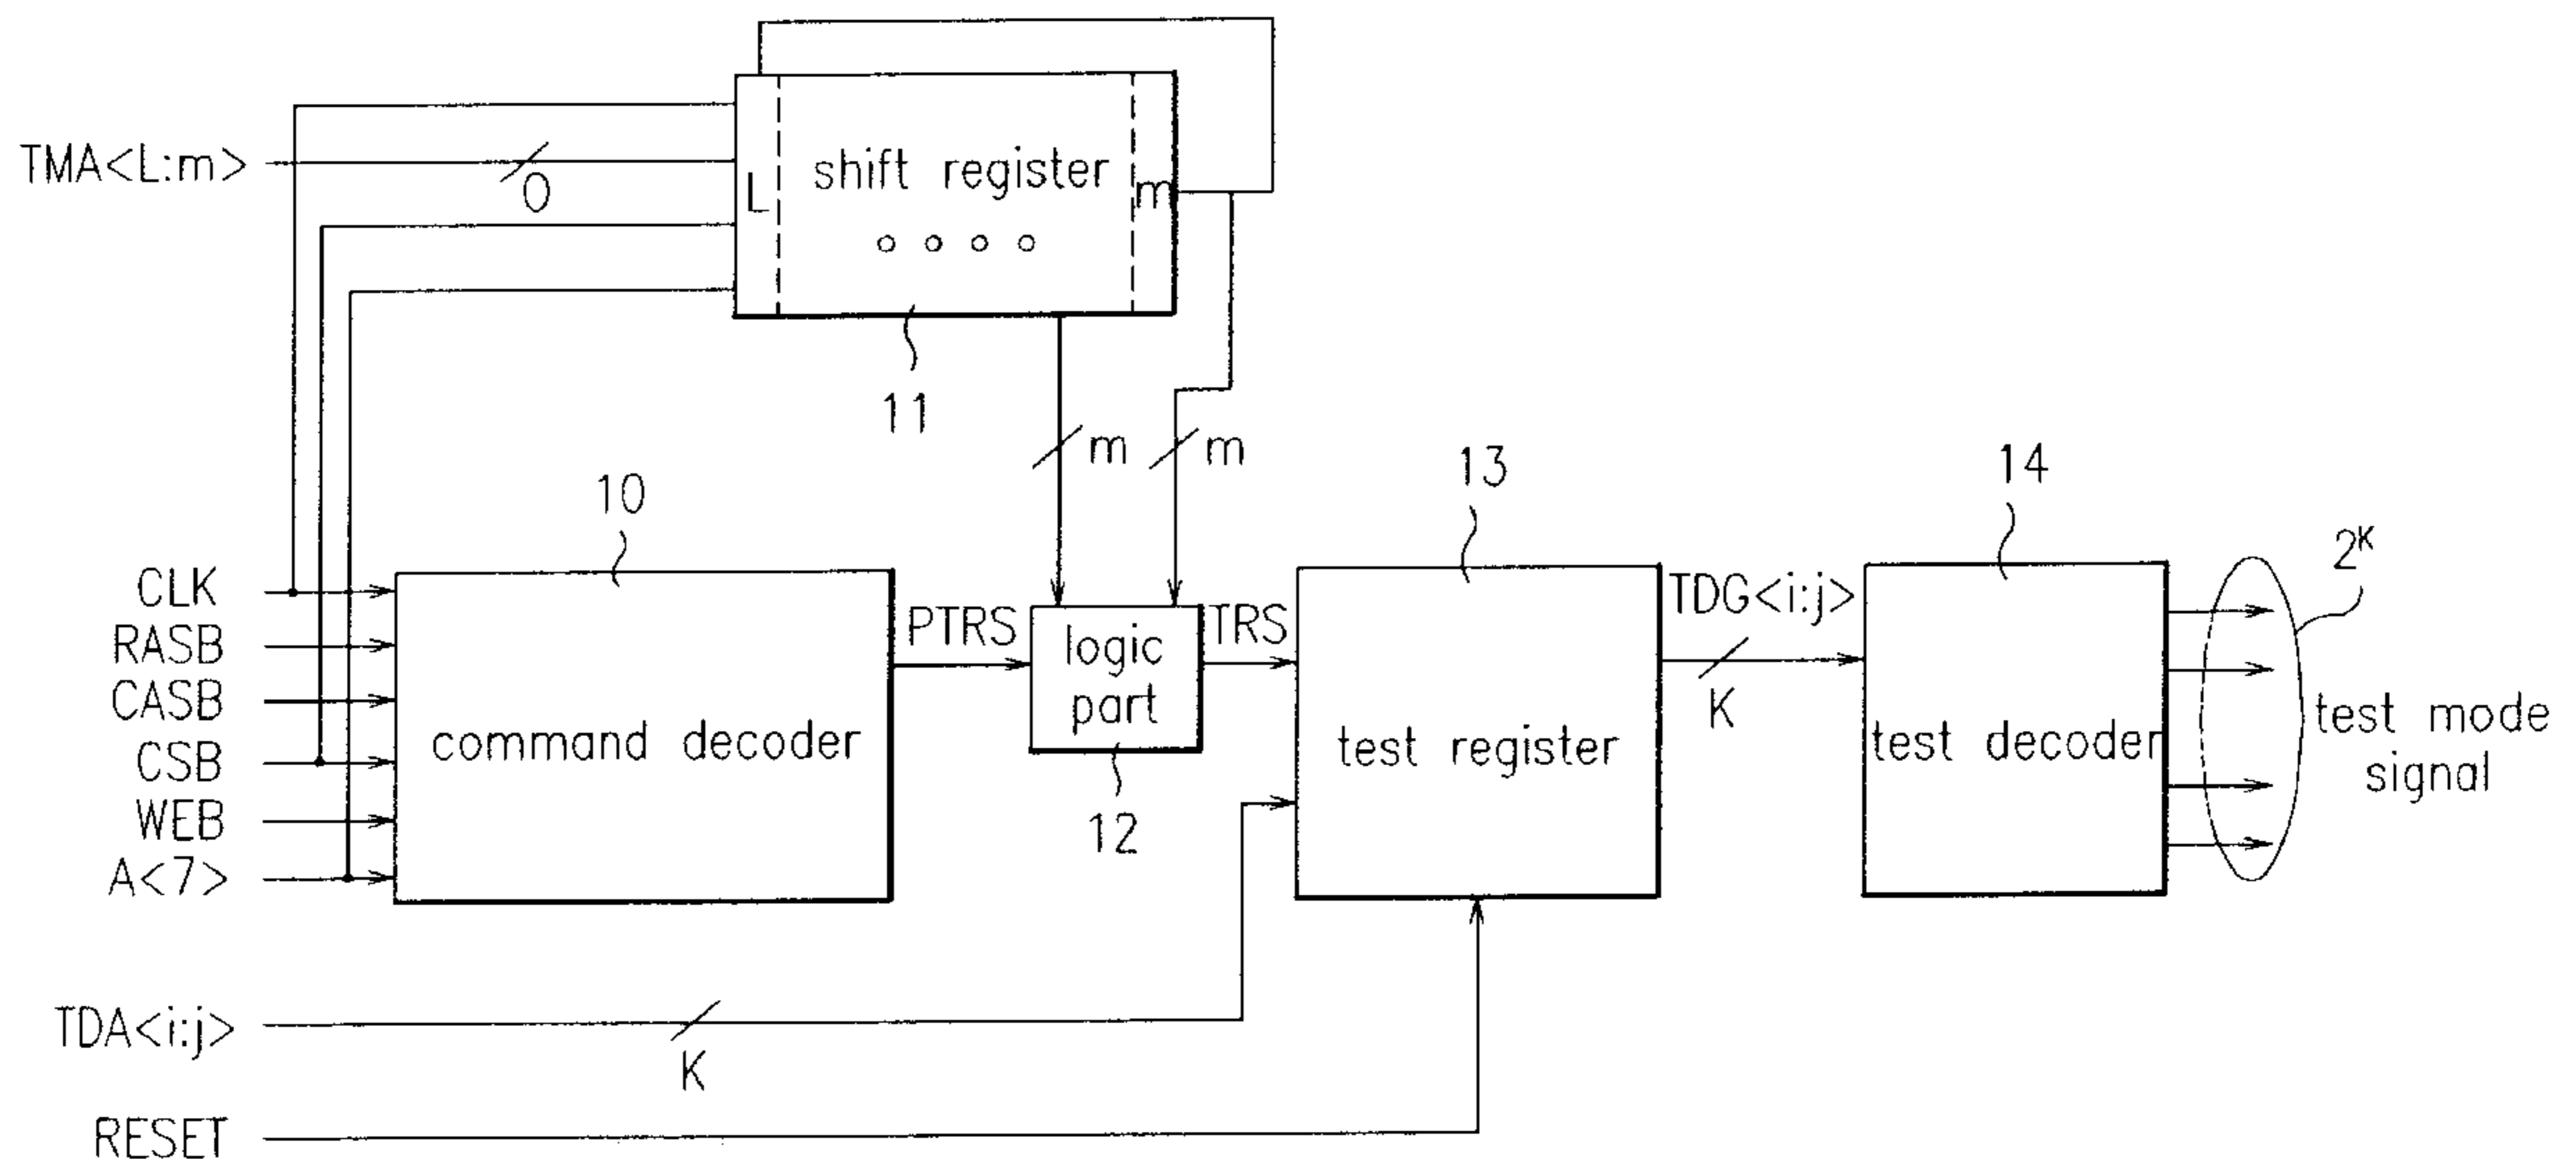 TMA<L:m>
O
L
shift register
m
11
m
m
10
13
14
2K
CLK
RASB
CASB
CSB
WEB
A<7>
command decoder
PTRS
logic
part
12
TRS
test register
TDG<i:j>
K
test decoder
test mode
signal
TDA<i:j>
K
RESET